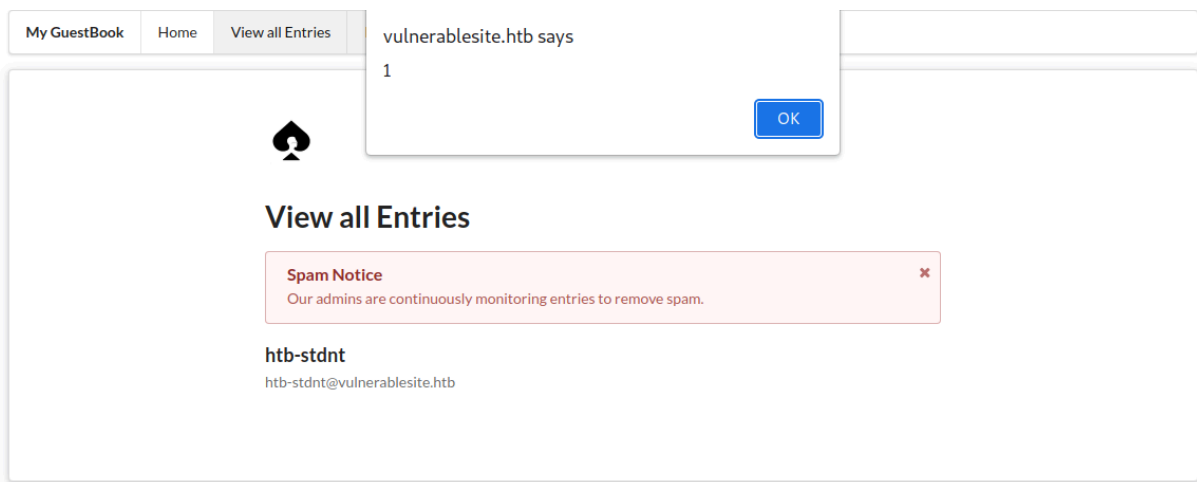 My GuestBook Home View all Entries
vulnerablesite.htb says
1
OK
View all Entries
Spam Notice
Our admins are continuously monitoring entries to remove spam.
htb-stdnt
htb-stdnt@vulnerablesite.htb